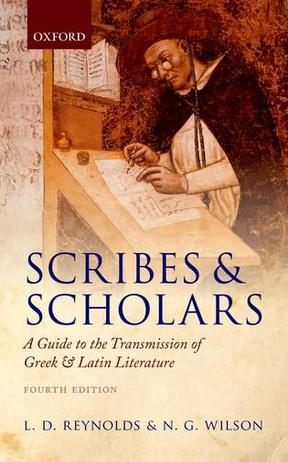 OXFORD
SCRIBES &
SCHOLARS
A Guide to the Transmission of
Greek & Latin Literature
FOURTH EDITION
L. D. REYNOLDS & N. G. WILSON